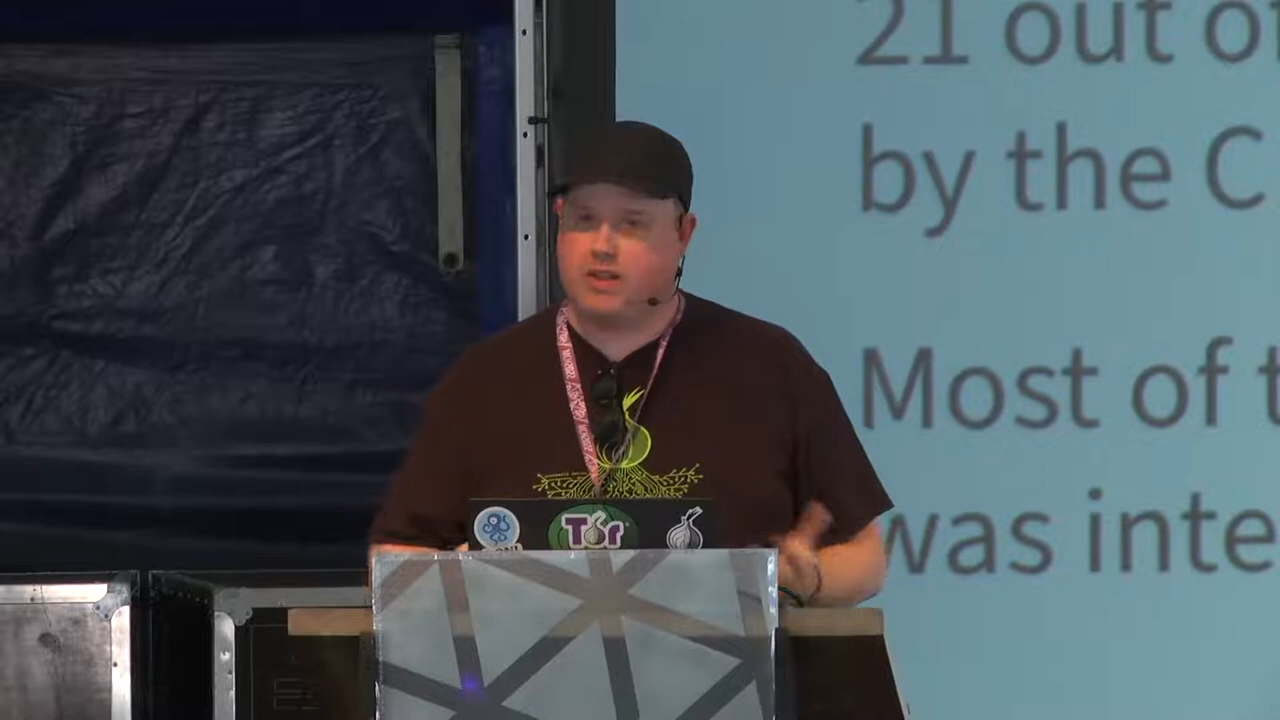 21 out of
by the C
Most of t
was inte
Tor